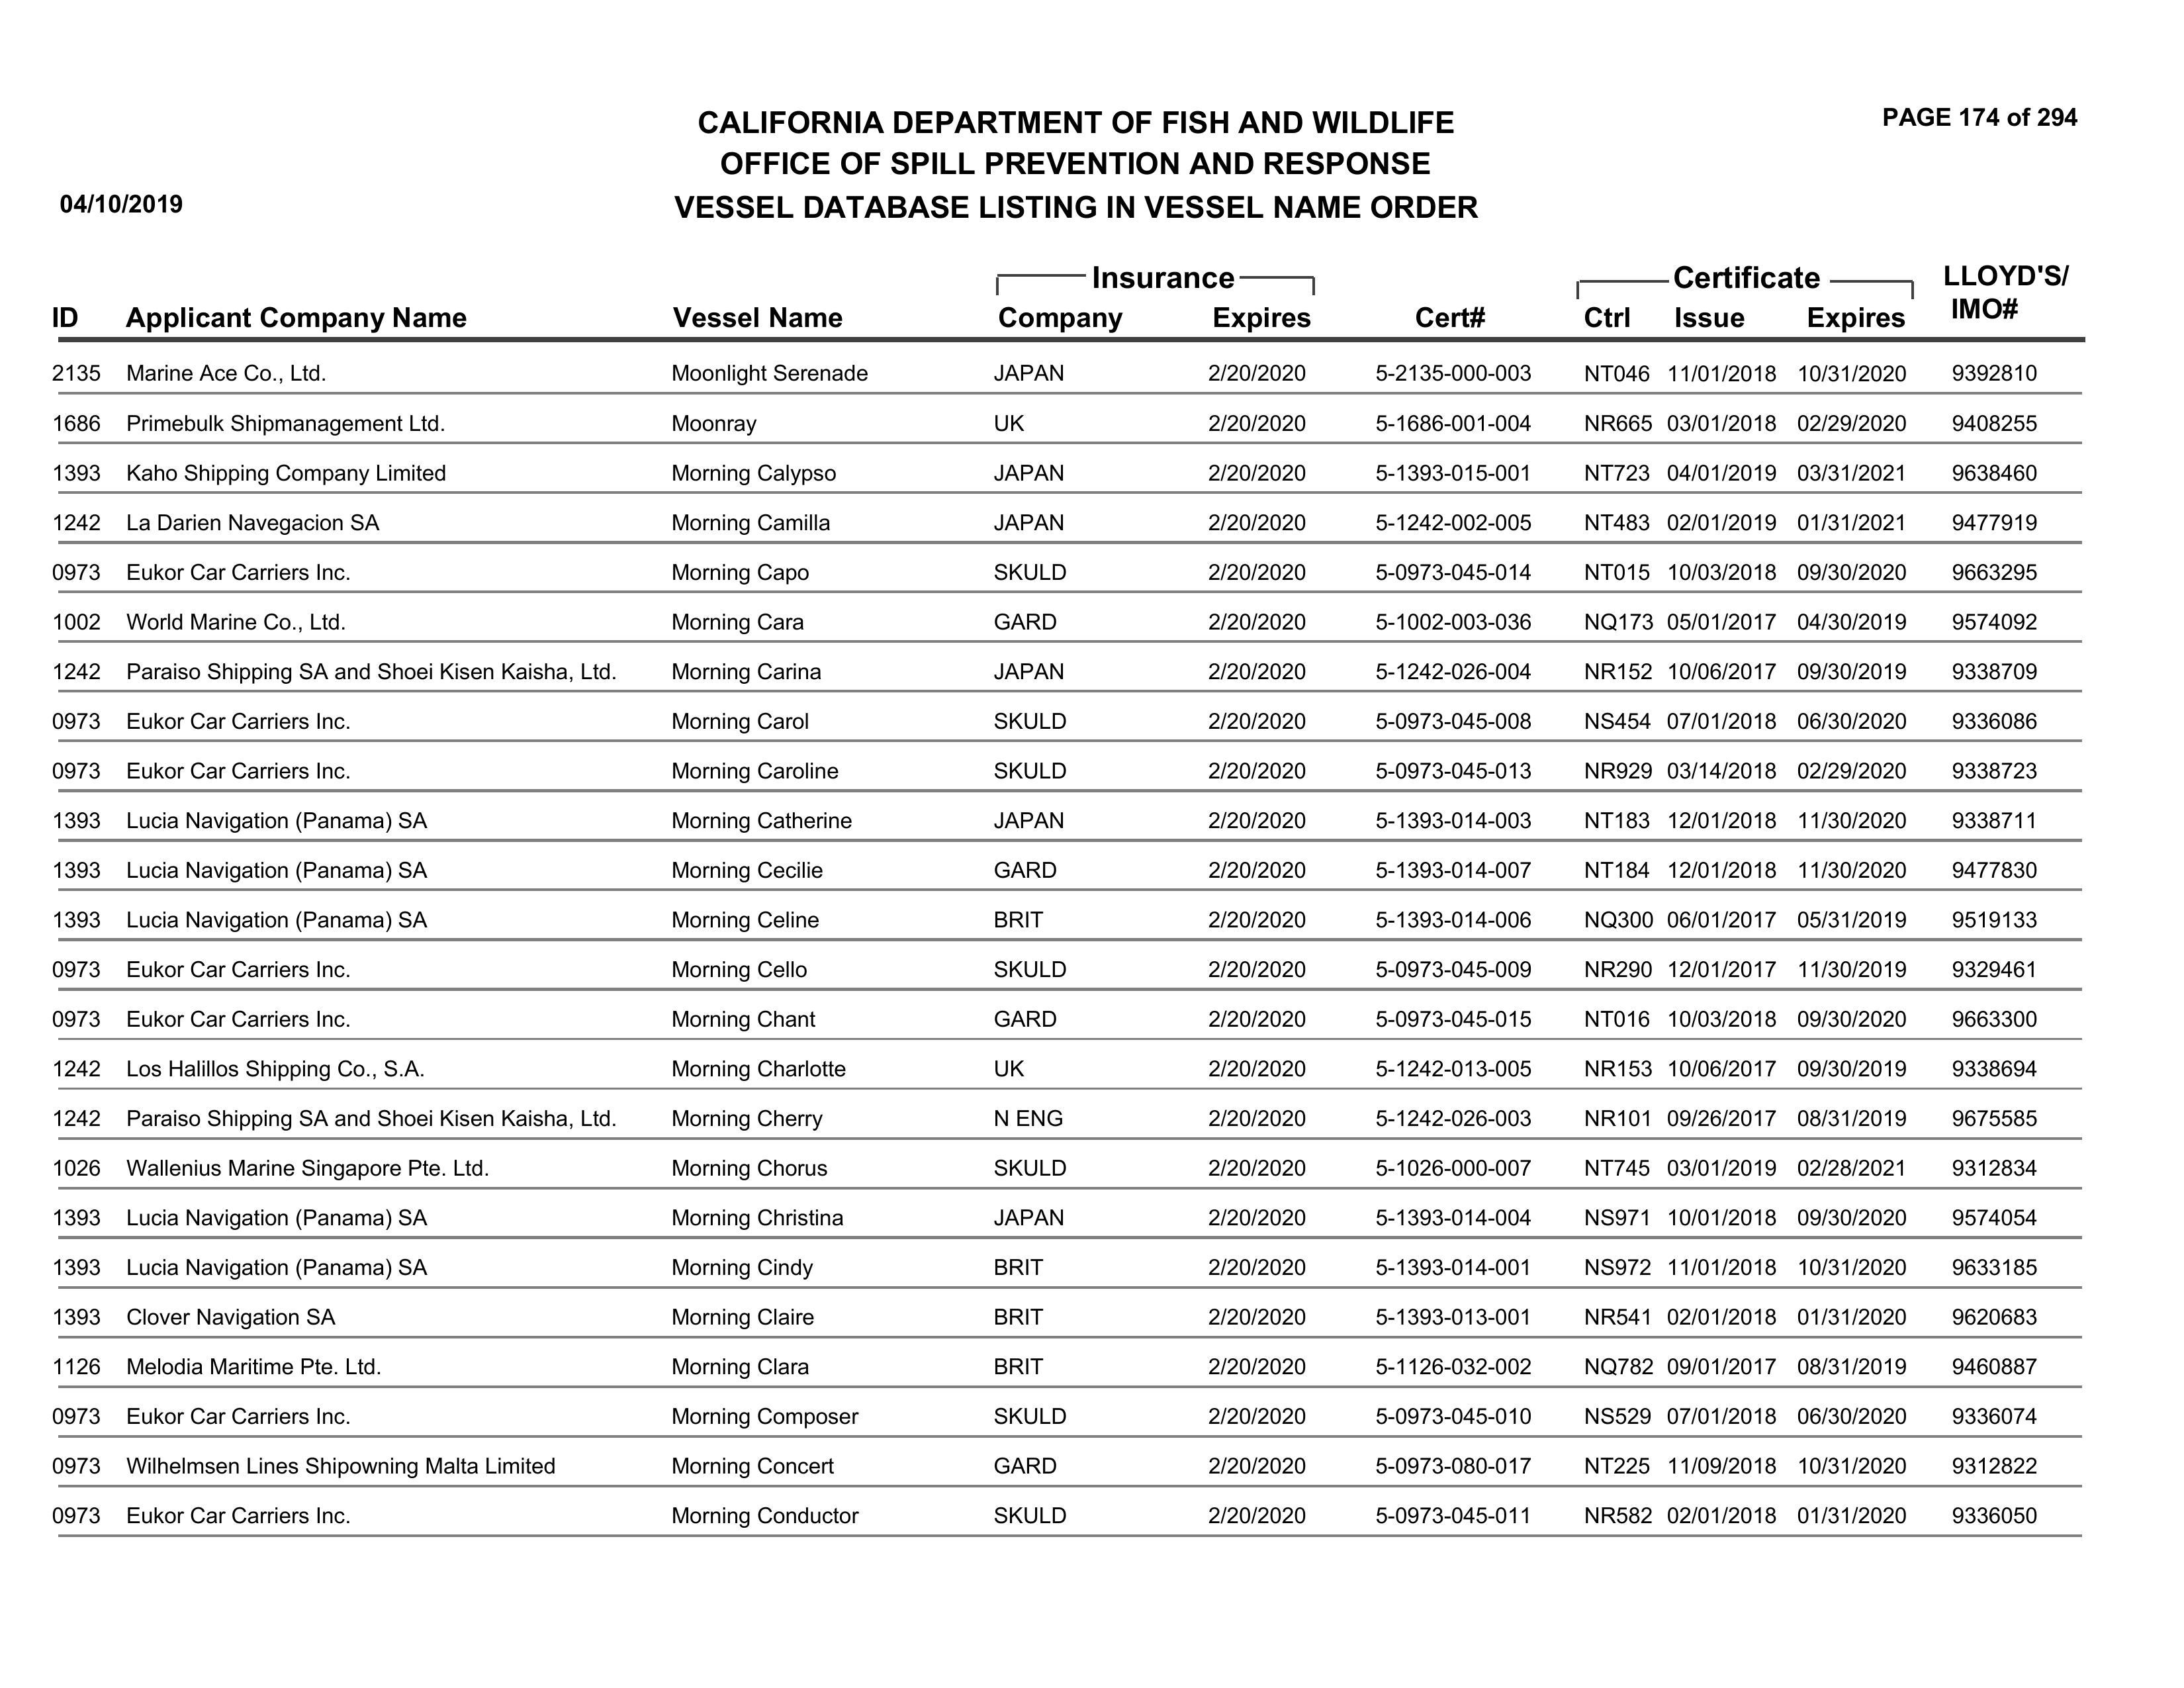 PAGE 174 of 294
CALIFORNIA DEPARTMENT OF FISH AND WILDLIFE
OFFICE OF SPILL PREVENTION AND RESPONSE
04/10/2019 VESSEL DATABASE LISTING IN VESSEL NAME ORDER
Insurance Certificate LLOYD'S/
ID Applicant Company Name Vessel Name Company Expires Cert# Ctrl Issue Expires IMO#
2135 Marine Ace Co., Ltd. Moonlight Serenade JAPAN 2/20/2020 5-2135-000-003 NT046 11/01/2018 10/31/2020 9392810
1686 Primebulk Shipmanagement Ltd. Moonray UK 2/20/2020 5-1686-001-004 NR665 03/01/2018 02/29/2020 9408255
1393 Kaho Shipping Company Limited Morning Calypso JAPAN 2/20/2020 5-1393-015-001 NT723 04/01/2019 03/31/2021 9638460
1242 La Darien Navegacion SA Morning Camilla JAPAN 2/20/2020 5-1242-002-005 NT483 02/01/2019 01/31/2021 9477919
0973 Eukor Car Carriers Inc. Morning Capo SKULD 2/20/2020 5-0973-045-014 NT015 10/03/2018 09/30/2020 9663295
1002 World Marine Co., Ltd. Morning Cara GARD 2/20/2020 5-1002-003-036 NQ173 05/01/2017 04/30/2019 9574092
1242 Paraiso Shipping SA and Shoei Kisen Kaisha, Ltd. Morning Carina JAPAN 2/20/2020 5-1242-026-004 NR152 10/06/2017 09/30/2019 9338709
0973 Eukor Car Carriers Inc. Morning Carol SKULD 2/20/2020 5-0973-045-008 NS454 07/01/2018 06/30/2020 9336086
0973 Eukor Car Carriers Inc. Morning Caroline SKULD 2/20/2020 5-0973-045-013 NR929 03/14/2018 02/29/2020 9338723
1393 Lucia Navigation (Panama) SA Morning Catherine JAPAN 2/20/2020 5-1393-014-003 NT183 12/01/2018 11/30/2020 9338711
1393 Lucia Navigation (Panama) SA Morning Cecilie GARD 2/20/2020 5-1393-014-007 NT184 12/01/2018 11/30/2020 9477830
1393 Lucia Navigation (Panama) SA Morning Celine BRIT 2/20/2020 5-1393-014-006 NQ300 06/01/2017 05/31/2019 9519133
0973 Eukor Car Carriers Inc. Morning Cello SKULD 2/20/2020 5-0973-045-009 NR290 12/01/2017 11/30/2019 9329461
0973 Eukor Car Carriers Inc. Morning Chant GARD 2/20/2020 5-0973-045-015 NT016 10/03/2018 09/30/2020 9663300
1242 Los Halillos Shipping Co., S.A. Morning Charlotte UK 2/20/2020 5-1242-013-005 NR153 10/06/2017 09/30/2019 9338694
1242 Paraiso Shipping SA and Shoei Kisen Kaisha, Ltd. Morning Cherry N ENG 2/20/2020 5-1242-026-003 NR101 09/26/2017 08/31/2019 9675585
1026 Wallenius Marine Singapore Pte. Ltd. Morning Chorus SKULD 2/20/2020 5-1026-000-007 NT745 03/01/2019 02/28/2021 9312834
1393 Lucia Navigation (Panama) SA Morning Christina JAPAN 2/20/2020 5-1393-014-004 NS971 10/01/2018 09/30/2020 9574054
1393 Lucia Navigation (Panama) SA Morning Cindy BRIT 2/20/2020 5-1393-014-001 NS972 11/01/2018 10/31/2020 9633185
1393 Clover Navigation SA Morning Claire BRIT 2/20/2020 5-1393-013-001 NR541 02/01/2018 01/31/2020 9620683
1126 Melodia Maritime Pte. Ltd. Morning Clara BRIT 2/20/2020 5-1126-032-002 NQ782 09/01/2017 08/31/2019 9460887
0973 Eukor Car Carriers Inc. Morning Composer SKULD 2/20/2020 5-0973-045-010 NS529 07/01/2018 06/30/2020 9336074
0973 Wilhelmsen Lines Shipowning Malta Limited Morning Concert GARD 2/20/2020 5-0973-080-017 NT225 11/09/2018 10/31/2020 9312822
0973 Eukor Car Carriers Inc. Morning Conductor SKULD 2/20/2020 5-0973-045-011 NR582 02/01/2018 01/31/2020 9336050